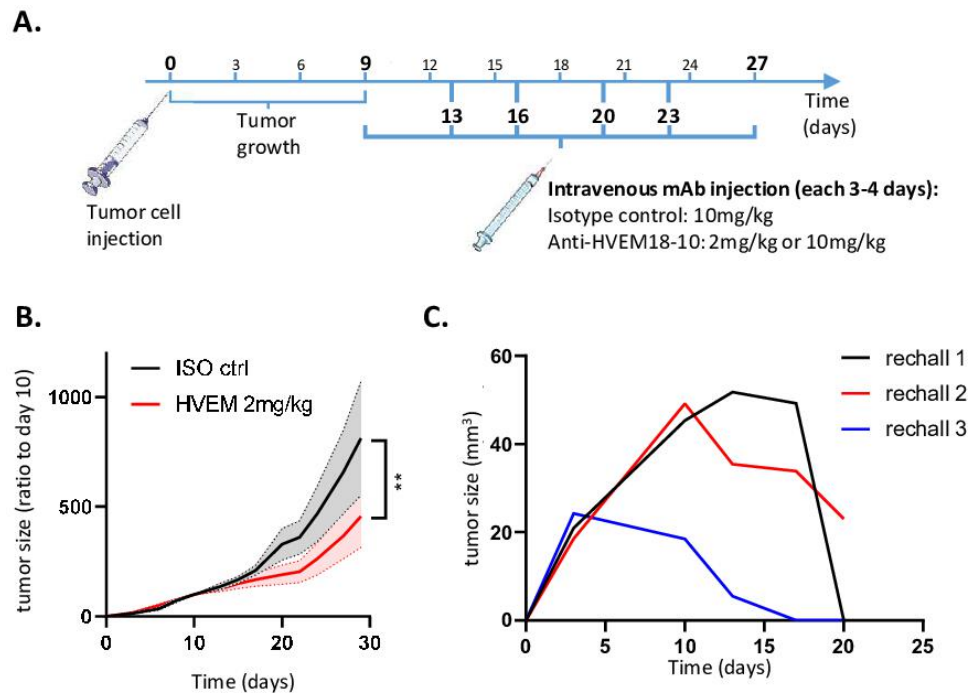 A.
0 3 6 9 12 15 18 21 24 27
13 16 20 23
Time
(days)
Tumor
growth
Tumor cell
injection
Intravenous mAb injection (each 3-4 days):
Isotype control: 10mg/kg
Anti-HVEM18-10: 2mg/kg or 10mg/kg
B.
tumor size (ratio to day 10)
1000
500
0
ISO ctrl
HVEM 2mg/kg
**
0 10 20 30
Time (days)
C.
tumor size (mm³)
60
40
20
0
rechall 1
rechall 2
rechall 3
0 5 10 15 20 25
Time (days)